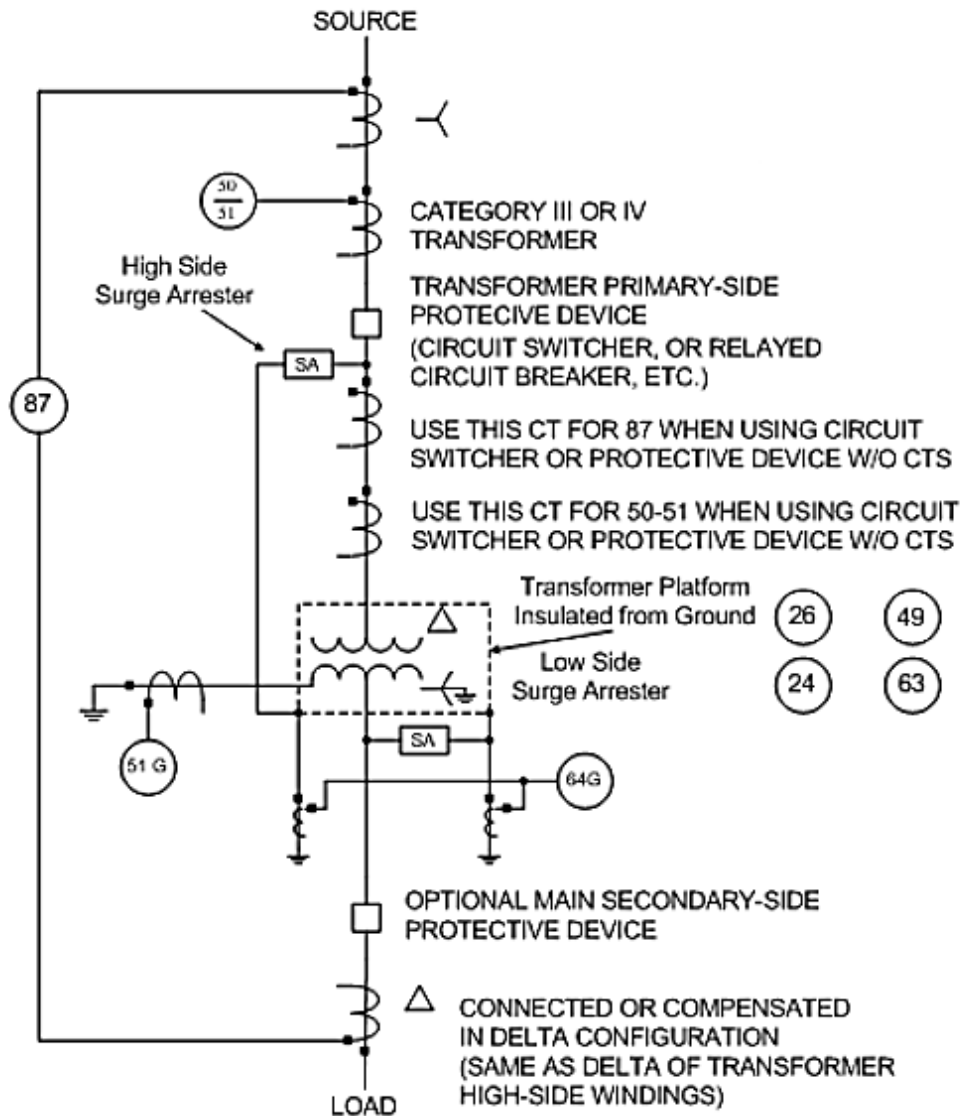 SOURCE
50
51
CATEGORY III OR IV
TRANSFORMER
High Side
Surge Arrester
TRANSFORMER PRIMARY-SIDE
PROTECIVE DEVICE
(CIRCUIT SWITCHER, OR RELAYED
CIRCUIT BREAKER, ETC.)
SA
87
USE THIS CT FOR 87 WHEN USING CIRCUIT
SWITCHER OR PROTECTIVE DEVICE W/O CTS
USE THIS CT FOR 50-51 WHEN USING CIRCUIT
SWITCHER OR PROTECTIVE DEVICE W/O CTS
Transformer Platform
Insulated from Ground
26
49
Low Side
Surge Arrester
24
63
SA
51 G
64G
OPTIONAL MAIN SECONDARY-SIDE
PROTECTIVE DEVICE
CONNECTED OR COMPENSATED
IN DELTA CONFIGURATION
(SAME AS DELTA OF TRANSFORMER
HIGH-SIDE WINDINGS)
LOAD